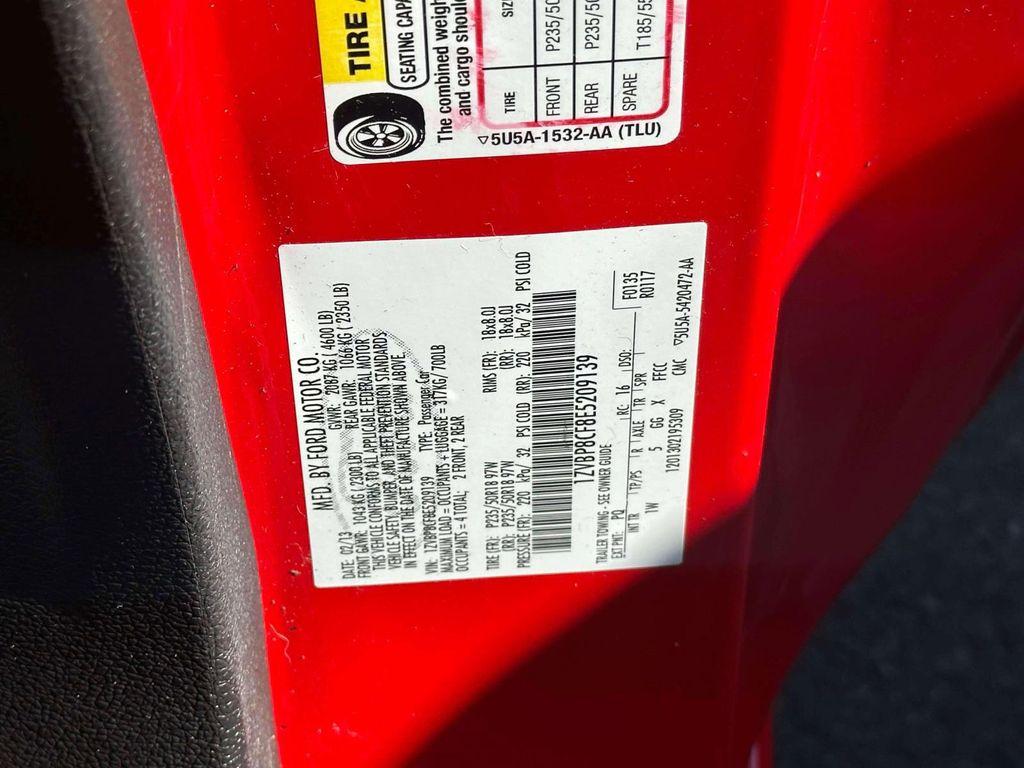 TIRE
SEATING CAPA
The combined weigh
and cargo shoul
TIRE
FRONT P235/50
REAR P235/50
SPARE T185/55
▽5U5A-1532-AA (TLU)
MFD. BY FORD MOTOR CO.
DATE: 02/13 GVWR: 2087 KG ( 4600 LB)
FRONT GAWR: 1043 KG ( 2300 LB) REAR GAWR: 1066 KG ( 2350 LB)
THIS VEHICLE CONFORMS TO ALL APPLICABLE FEDERAL MOTOR
VEHICLE SAFETY, BUMPER, AND THEFT PREVENTION STANDARDS
IN EFFECT ON THE DATE OF MANUFACTURE SHOWN ABOVE.
VIN: 1ZVBP8CF8E5209139 TYPE: Passenger Car
MAXIMUM LOAD = OCCUPANTS + LUGGAGE = 317KG/ 700LB
OCCUPANTS = 4 TOTAL; 2 FRONT, 2 REAR
TIRE (FR): P235/50R18 97W RIMS (FR): 18x8.0J
(RR): P235/50R18 97W (RR): 18x8.0J
PRESSURE (FR): 220 kPa/ 32 PSI COLD (RR): 220 kPa/ 32 PSI COLD
1ZVBP8CF8E5209139
TRAILER TOWING - SEE OWNER GUIDE
F0135
R0117
EXT PNT: PQ RC: 16 DSO:
INT TR TP/PS R AXLE TR SPR
TW 5 GG X FFCC
12D1302195309 CMC ▽5U5A-5420472-AA